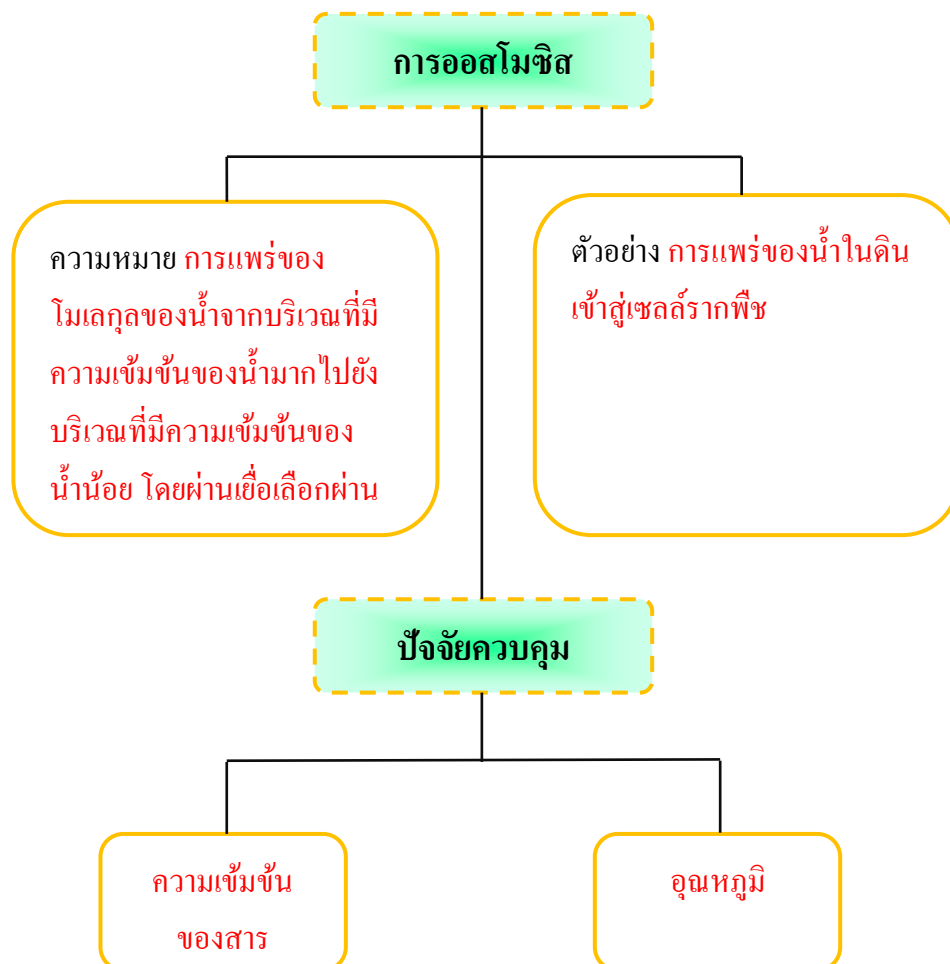 การออสโมซิส
ความหมาย การแพร่ของ
โมเลกุลของน้ำจากบริเวณที่มี
ความเข้มข้นของน้ำมากไปยัง
บริเวณที่มีความเข้มข้นของ
น้ำน้อย โดยผ่านเยื่อเลือกผ่าน
ตัวอย่าง การแพร่ของน้ำในดิน
เข้าสู่เซลล์รากพืช
ปัจจัยควบคุม
ความเข้มข้น
ของสาร
อุณหภูมิ